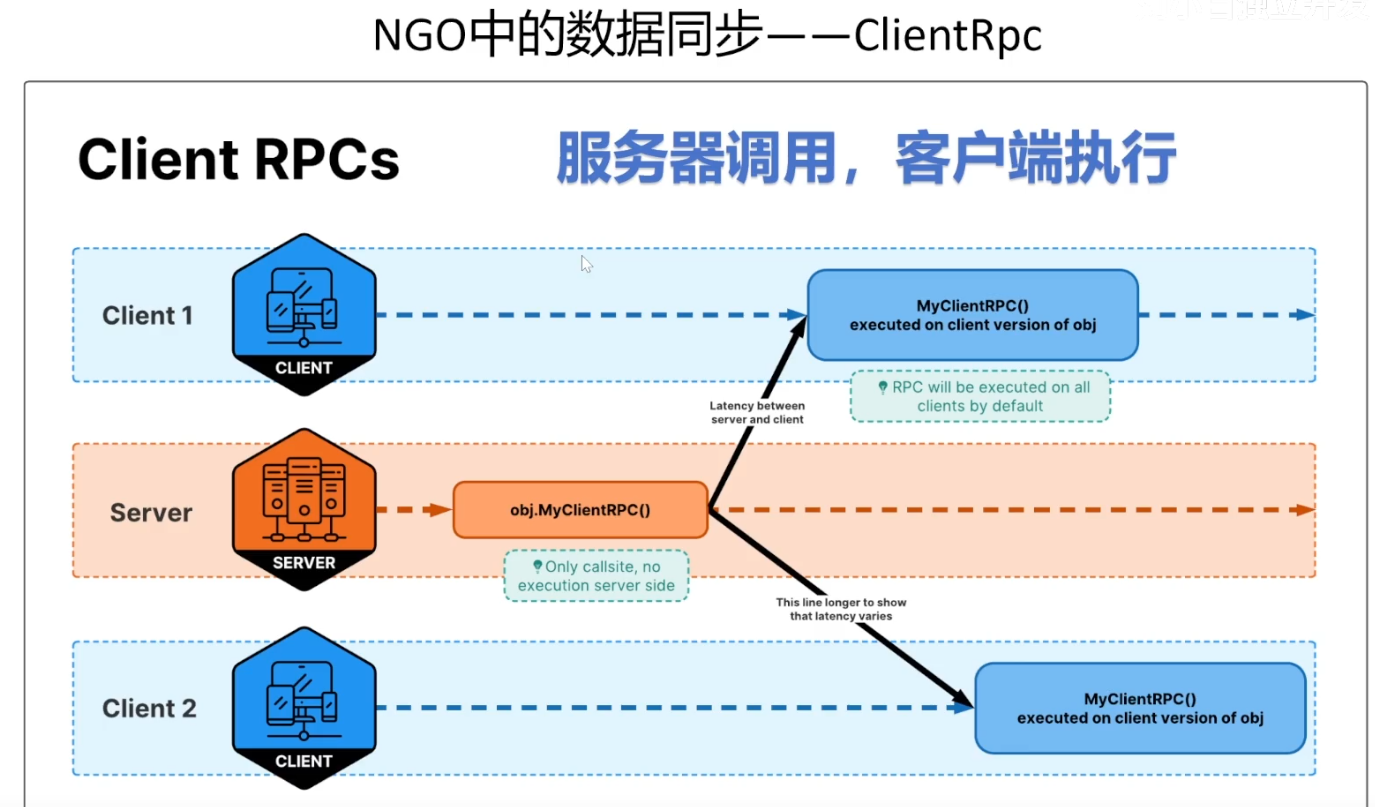 NGO中的数据同步——ClientRpc
Client RPCs
服务器调用，客户端执行
Client 1
CLIENT
MyClientRPC()
executed on client version of obj
RPC will be executed on all
clients by default
Latency between
server and client
Server
SERVER
obj.MyClientRPC()
Only callsite, no
execution server side
This line longer to show
that latency varies
Client 2
CLIENT
MyClientRPC()
executed on client version of obj